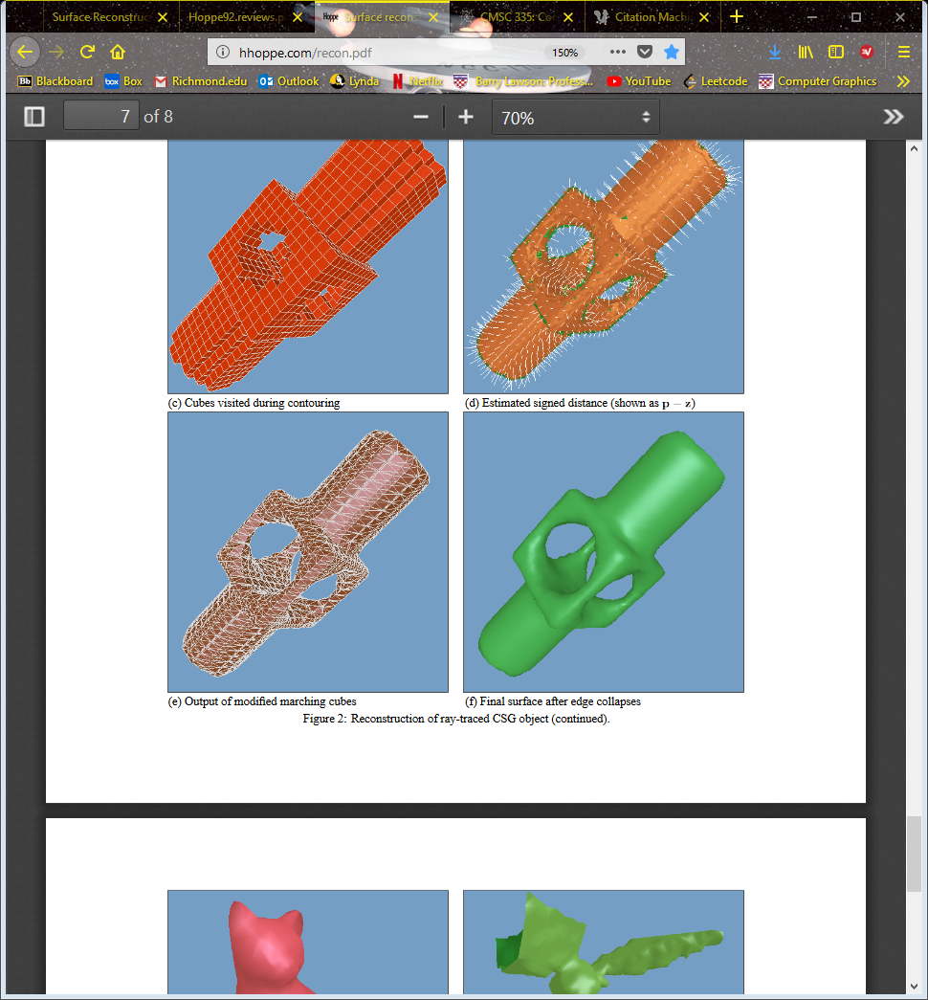 Surface Reconstruc
Hoppe92.reviews.p
Hoppe
Surface recon
CMSC 335: Co
Citation Machi
hhoppe.com/recon.pdf
150%
Bb Blackboard
box Box
Richmond.edu
Outlook
Lynda
Netflix
Barry Lawson: Profess...
YouTube
Leetcode
Computer Graphics
7 of 8
70%
(c) Cubes visited during contouring
(d) Estimated signed distance (shown as p − z)
(e) Output of modified marching cubes
(f) Final surface after edge collapses
Figure 2: Reconstruction of ray-traced CSG object (continued).